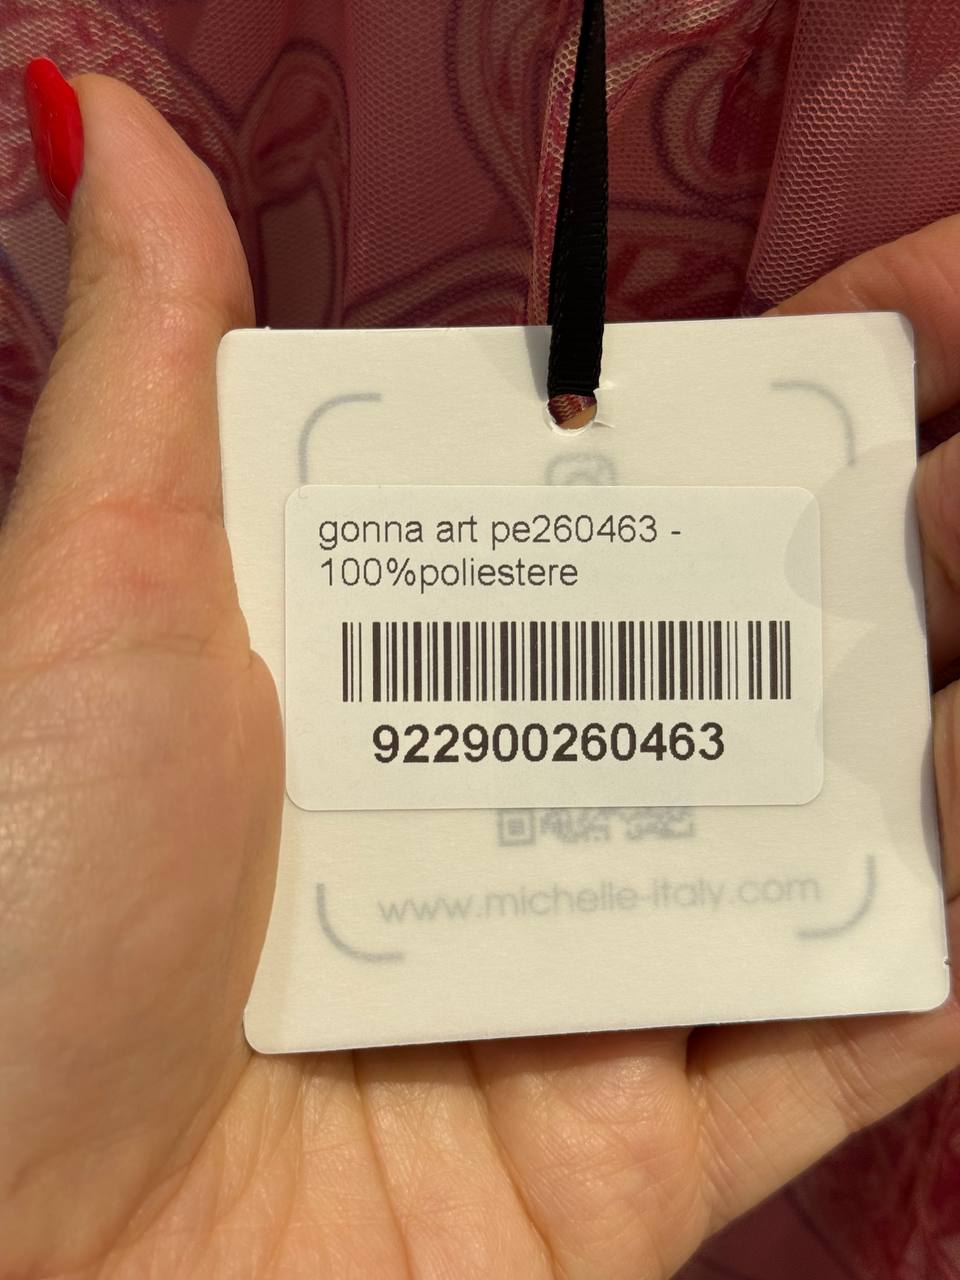 gonna art pe260463 -
100%poliestere
922900260463
www.michelle-italy.com